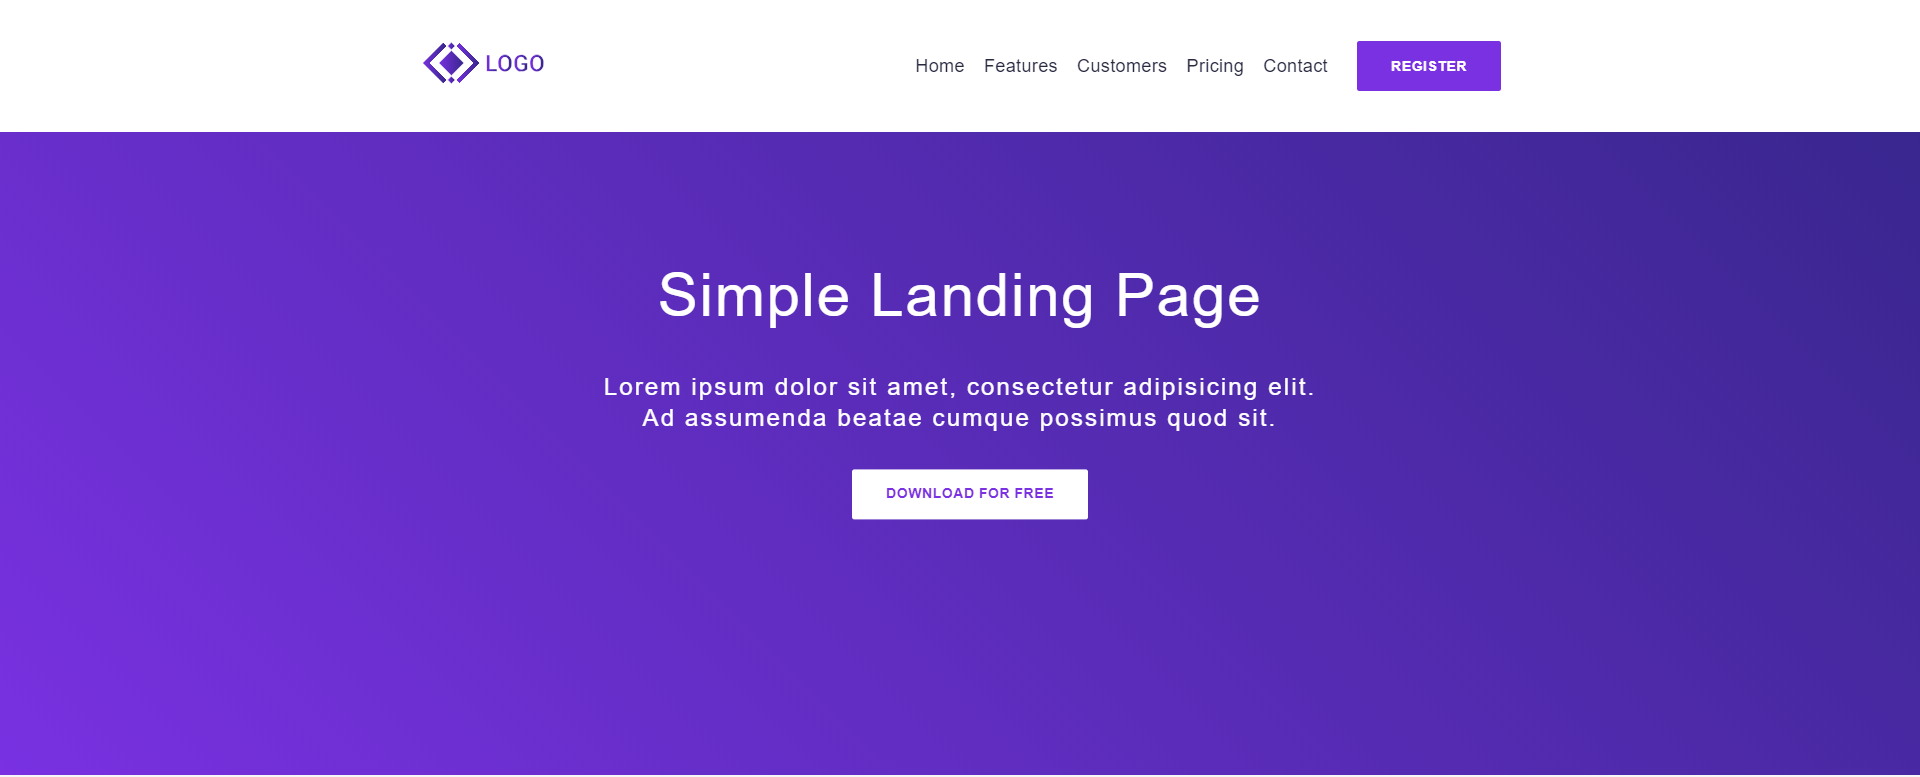 LOGO
Home Features Customers Pricing Contact REGISTER
Simple Landing Page
Lorem ipsum dolor sit amet, consectetur adipisicing elit.
Ad assumenda beatae cumque possimus quod sit.
DOWNLOAD FOR FREE